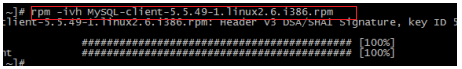 ~]# rpm -ivh MySQL-client-5.5.49-1.linux2.6.i386.rpm
client-5.5.49-1.linux2.6.i386.rpm: Header V3 DSA/SHA1 Signature, key ID 5
########################################### [100%]
nt ########################################### [100%]
~]#